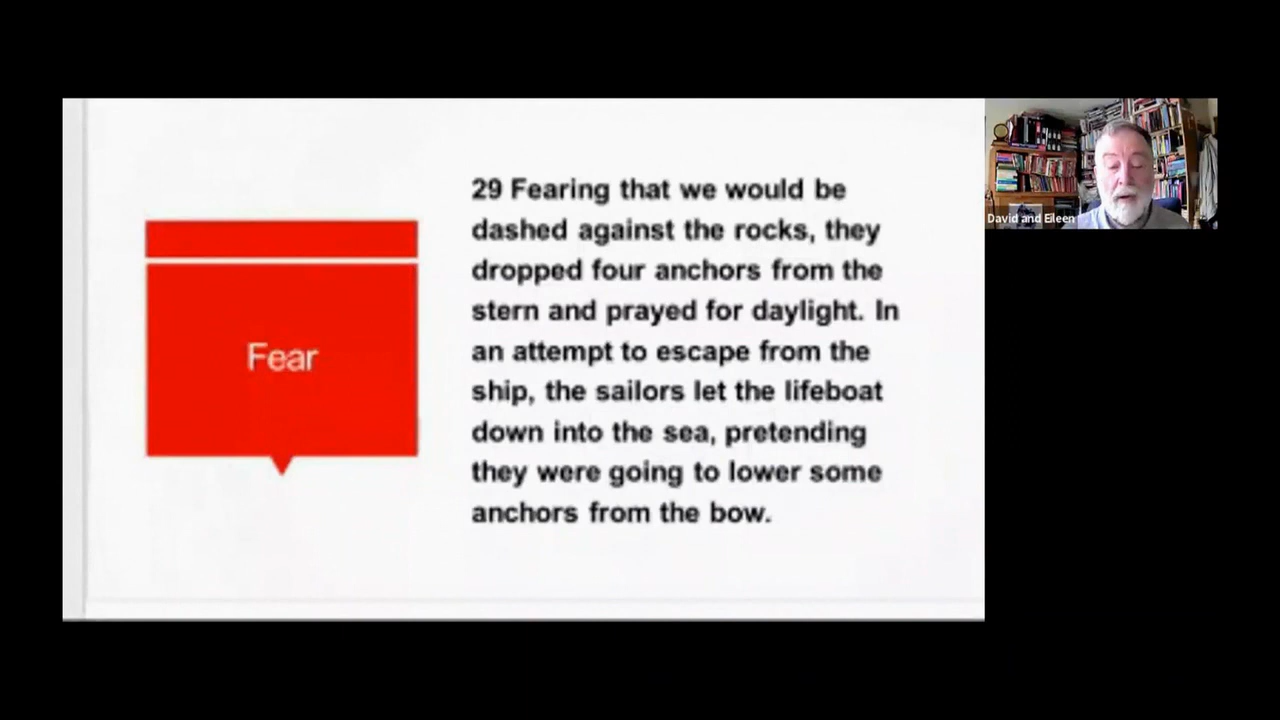 Fear
29 Fearing that we would be
dashed against the rocks, they
dropped four anchors from the
stern and prayed for daylight. In
an attempt to escape from the
ship, the sailors let the lifeboat
down into the sea, pretending
they were going to lower some
anchors from the bow.
David and Eileen